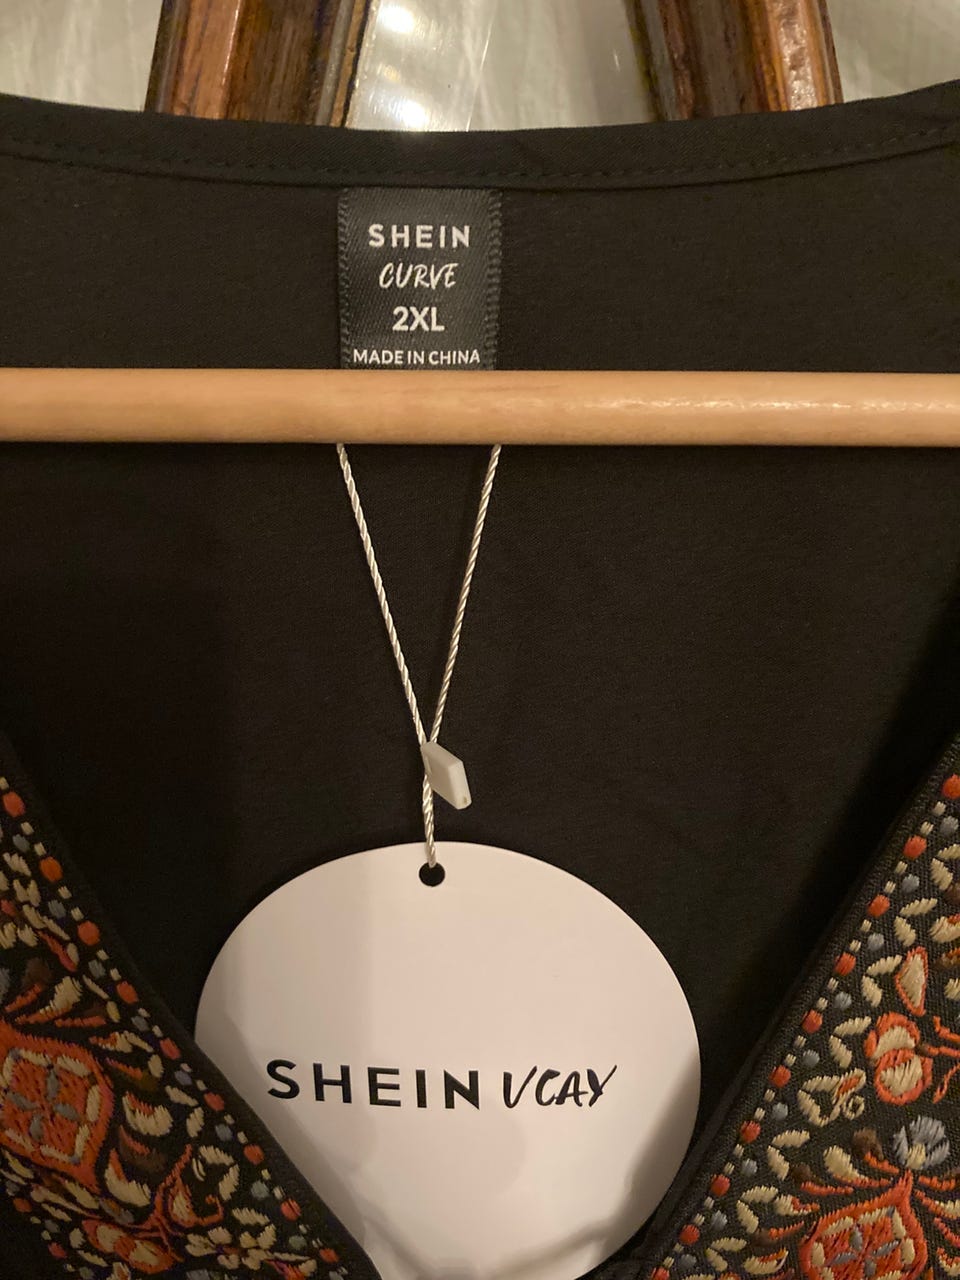 SHEIN
CURVE
2XL
MADE IN CHINA
SHEIN VCAY